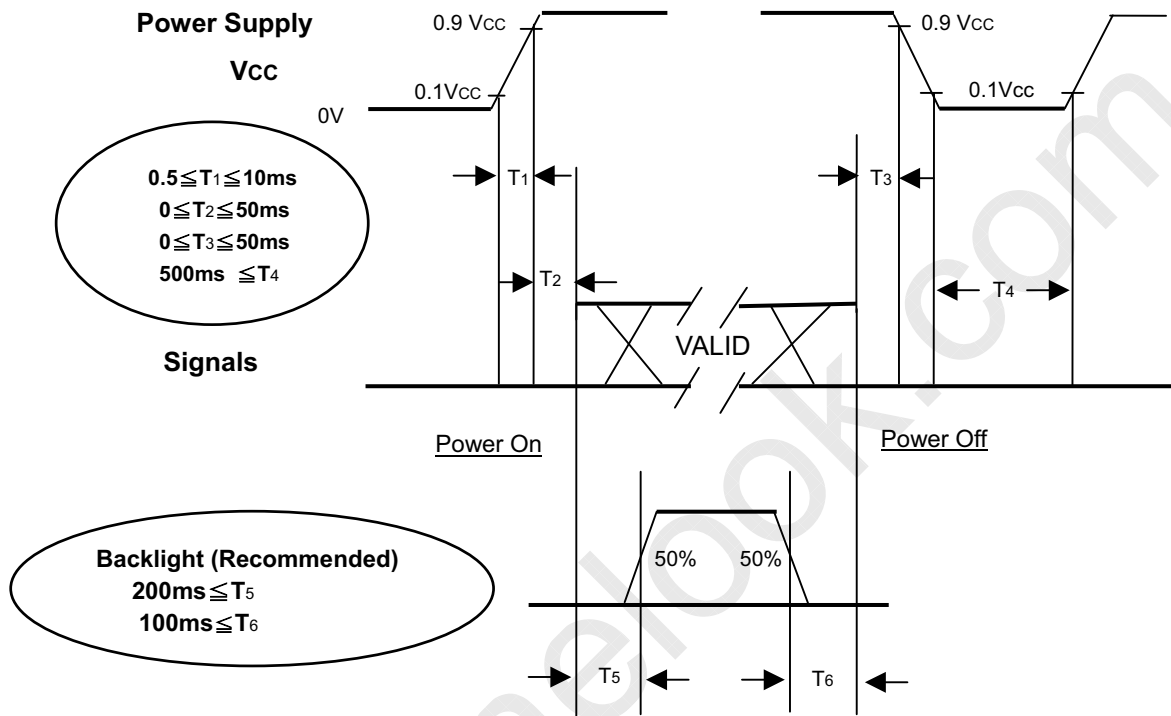 Power Supply
Vcc
0.9 Vcc
0.9 Vcc
0.1Vcc
0.1Vcc
0V
0.5≦T1≦10ms
0≦T2≦50ms
0≦T3≦50ms
500ms ≦T4
T1
T3
T2
T4
Signals
VALID
Power On
Power Off
Backlight (Recommended)
200ms≦T5
100ms≦T6
50%
50%
T5
T6
elook.com